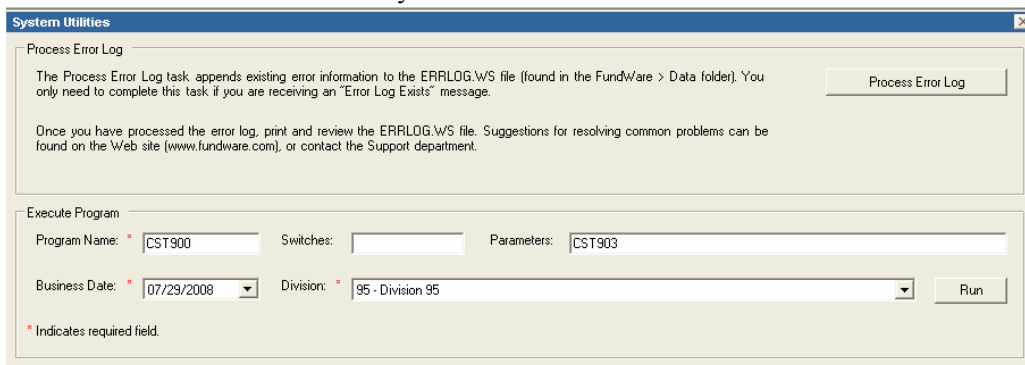 System Utilities
Process Error Log
The Process Error Log task appends existing error information to the ERRLOG.WS file (found in the FundWare > Data folder). You
only need to complete this task if you are receiving an "Error Log Exists" message.
Process Error Log
Once you have processed the error log, print and review the ERRLOG.WS file. Suggestions for resolving common problems can be
found on the Web site (www.fundware.com), or contact the Support department.
Execute Program
Program Name: * CST900 Switches: Parameters: CST903
Business Date: * 07/29/2008 Division: * 95 - Division 95 Run
* Indicates required field.